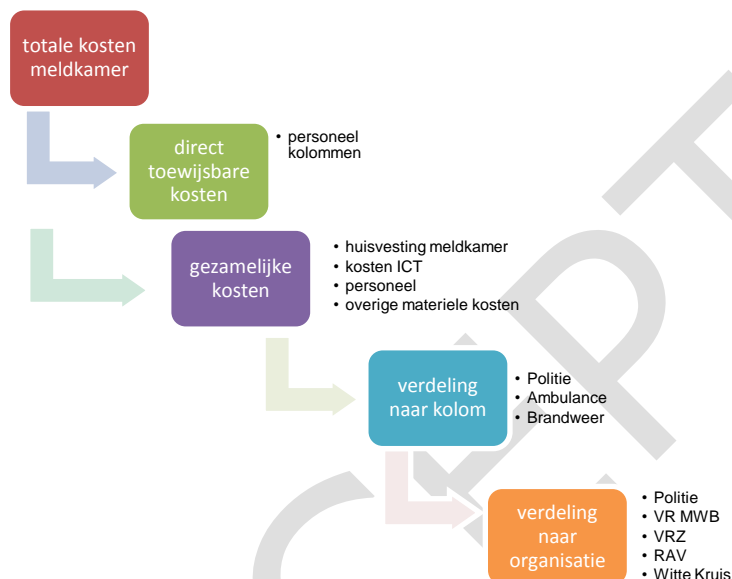 totale kosten
meldkamer
direct
toewijsbare
kosten
• personeel
kolommen
gezamelijke
kosten
• huisvesting meldkamer
• kosten ICT
• personeel
• overige materiele kosten
verdeling
naar kolom
• Politie
• Ambulance
• Brandweer
verdeling
naar
organisatie
• Politie
• VR MWB
• VRZ
• RAV
• Witte Kruis
CEPT